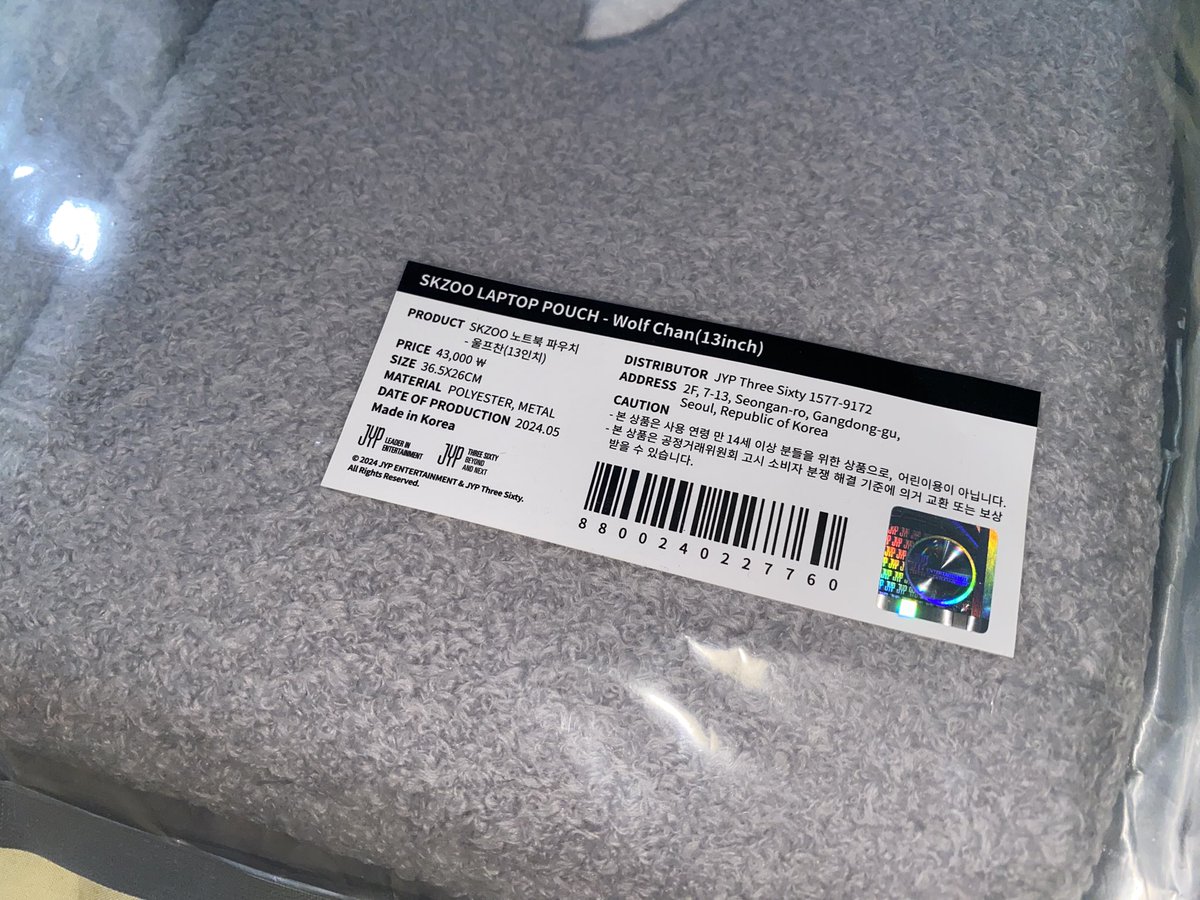 SKZOO LAPTOP POUCH - Wolf Chan(13inch)
PRODUCT SKZOO 노트북 파우치
- 울프찬(13인치)
PRICE 43,000 ₩
SIZE 36.5X26CM
MATERIAL POLYESTER, METAL
DATE OF PRODUCTION 2024.05
Made in Korea
JYP LEADER IN
ENTERTAINMENT
JYP THREE SIXTY
BEYOND
AND NEXT
© 2024 JYP ENTERTAINMENT & JYP Three Sixty.
All Rights Reserved.
DISTRIBUTOR JYP Three Sixty 1577-9172
ADDRESS 2F, 7-13, Seongan-ro, Gangdong-gu,
Seoul, Republic of Korea
CAUTION
- 본 상품은 사용 연령 만 14세 이상 분들을 위한 상품으로, 어린이용이 아닙니다.
- 본 상품은 공정거래위원회 고시 소비자 분쟁 해결 기준에 의거 교환 또는 보상
받을 수 있습니다.
8800240227760
JYP